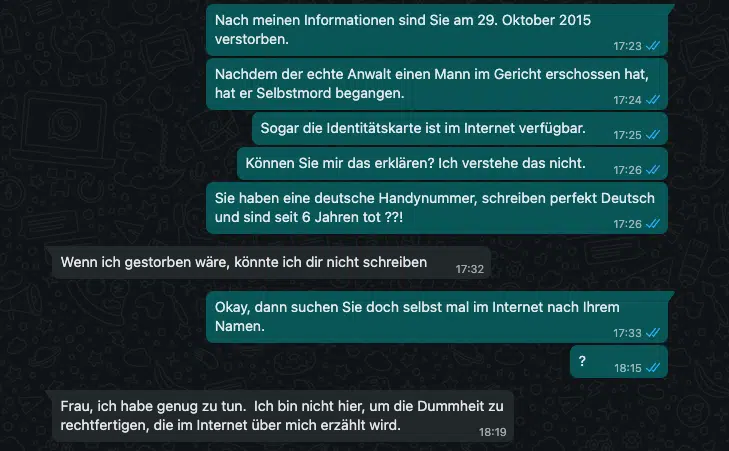 Nach meinen Informationen sind Sie am 29. Oktober 2015
verstorben.
17:23
Nachdem der echte Anwalt einen Mann im Gericht erschossen hat,
hat er Selbstmord begangen.
17:24
Sogar die Identitätskarte ist im Internet verfügbar.
17:25
Können Sie mir das erklären? Ich verstehe das nicht.
17:26
Sie haben eine deutsche Handynummer, schreiben perfekt Deutsch
und sind seit 6 Jahren tot ??!
17:26
Wenn ich gestorben wäre, könnte ich dir nicht schreiben
17:32
Okay, dann suchen Sie doch selbst mal im Internet nach Ihrem
Namen.
17:33
?
18:15
Frau, ich habe genug zu tun.  Ich bin nicht hier, um die Dummheit zu
rechtfertigen, die im Internet über mich erzählt wird.
18:19